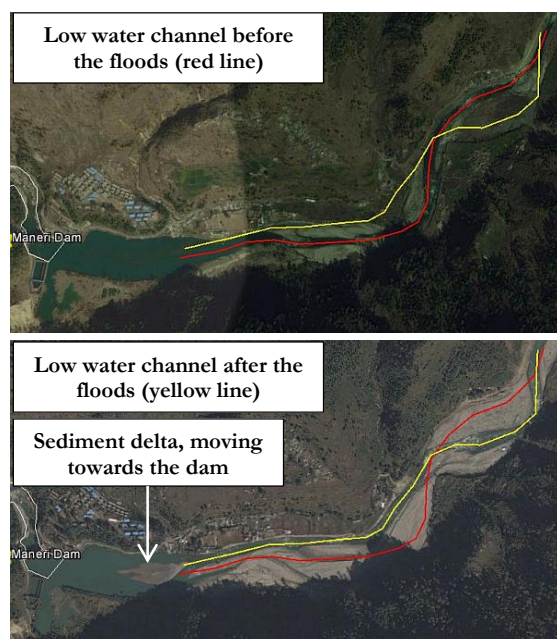 Low water channel before
the floods (red line)
Maneri Dam
Low water channel after the
floods (yellow line)
Sediment delta, moving
towards the dam
Maneri Dam